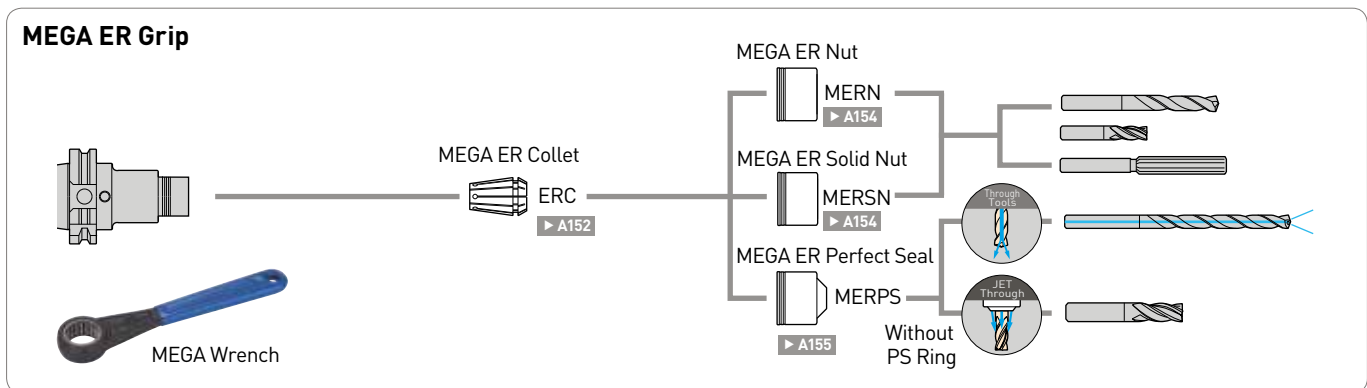 MEGA ER Grip
MEGA ER Nut
MERN
▶ A154
MEGA ER Collet
ERC
▶ A152
MEGA ER Solid Nut
MERSN
▶ A154
Through
Tools
MEGA ER Perfect Seal
MERPS
▶ A155
JET
Through
Without
PS Ring
MEGA Wrench